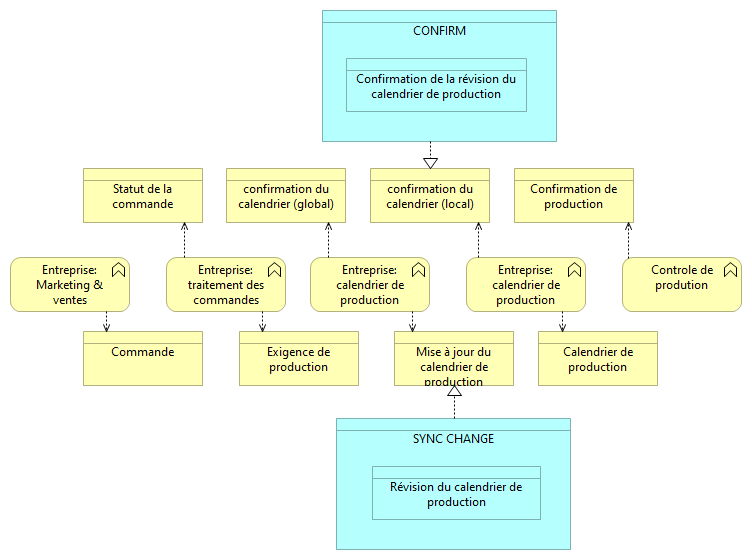 CONFIRM
Confirmation de la révision du
calendrier de production
Statut de la
commande
confirmation du
calendrier (global)
confirmation du
calendrier (local)
Confirmation de
production
Entreprise:
Marketing &
ventes
Entreprise:
traitement des
commandes
Entreprise:
calendrier de
production
Entreprise:
calendrier de
production
Controle de
prodution
Commande
Exigence de
production
Mise à jour du
calendrier de
production
Calendrier de
production
SYNC CHANGE
Révision du calendrier de
production